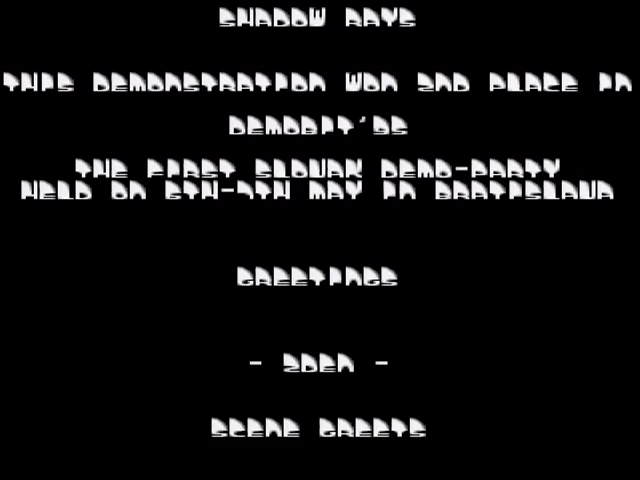 SHADOW RAYS
THIS DEMONSTRATION WON 2ND PLACE IN
DEMOBIT'95
THE FIRST SLOVAK DEMO-PARTY
HELD ON 6TH-7TH MAY IN BRATISLAVA
GREETINGS
- ZDEN -
SCENE GREETS